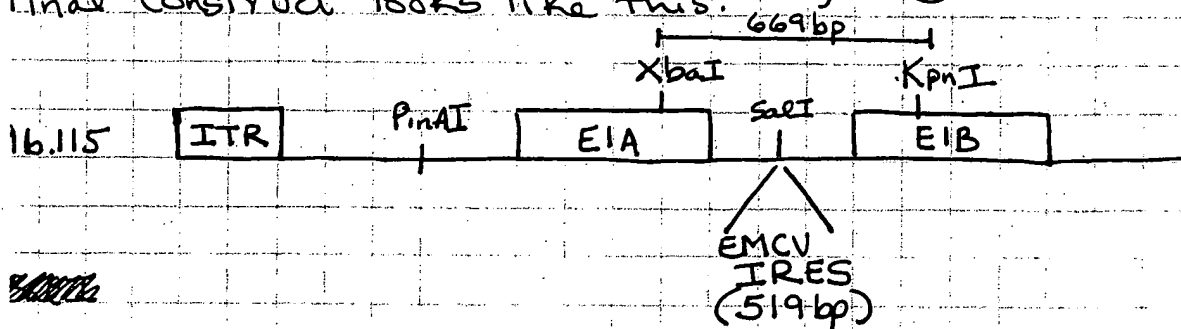 final construct looks like this:
669bp
XbaI KpnI
16.115 ITR PinAI E1A SalI E1B
EMCV
IRES
(519bp)